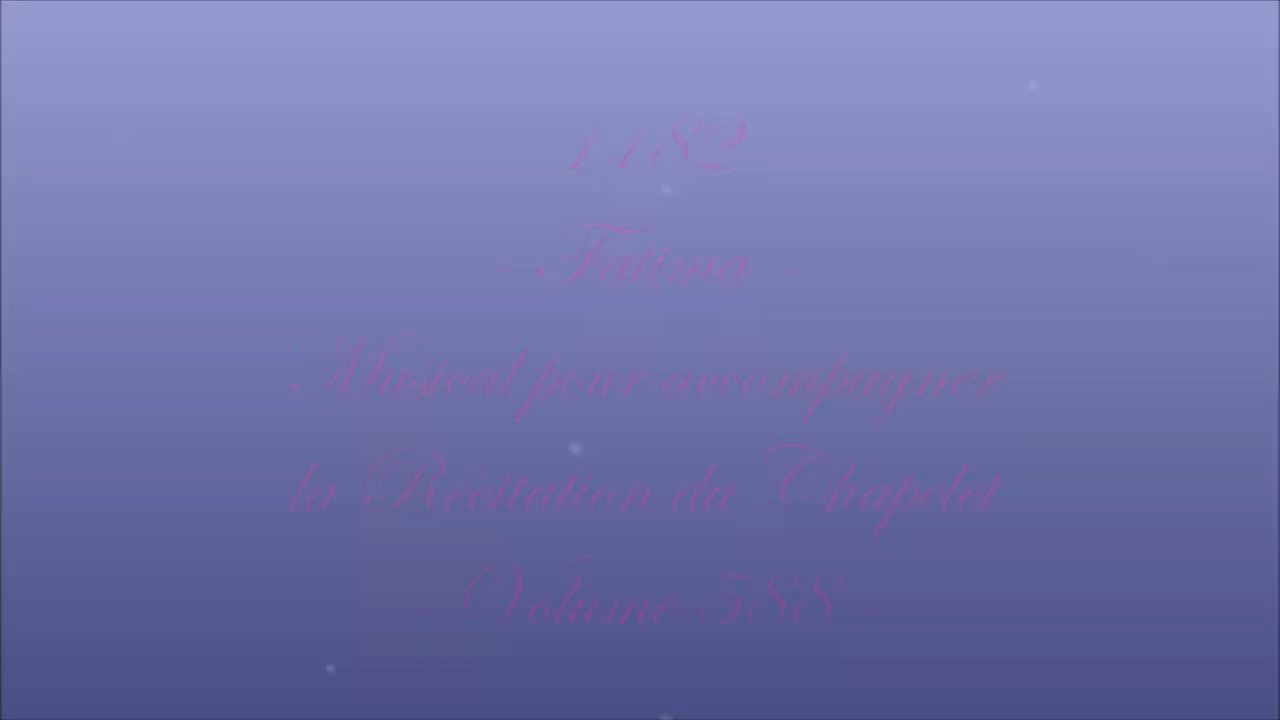 1182
- Fatima -
Musical pour accompagner
la Récitation du Chapelet
- Volume 588 -